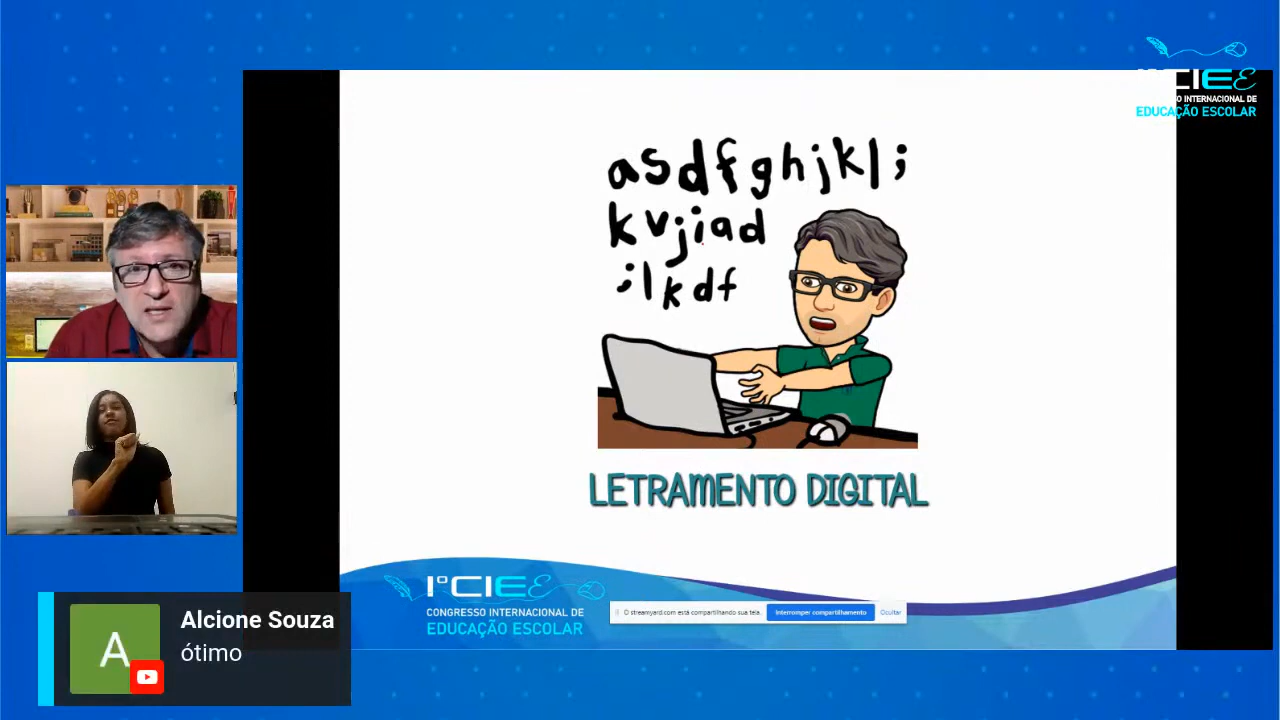 CIEE
SO INTERNACIONAL DE
EDUCAÇÃO ESCOLAR
asdfghjkl;
kvjiad
;lkdf
LETRAMENTO DIGITAL
1º CIEE
CONGRESSO INTERNACIONAL DE
EDUCAÇÃO ESCOLAR
O streamyard.com está compartilhando sua tela. Interromper compartilhamento Ocultar
A
Alcione Souza
ótimo